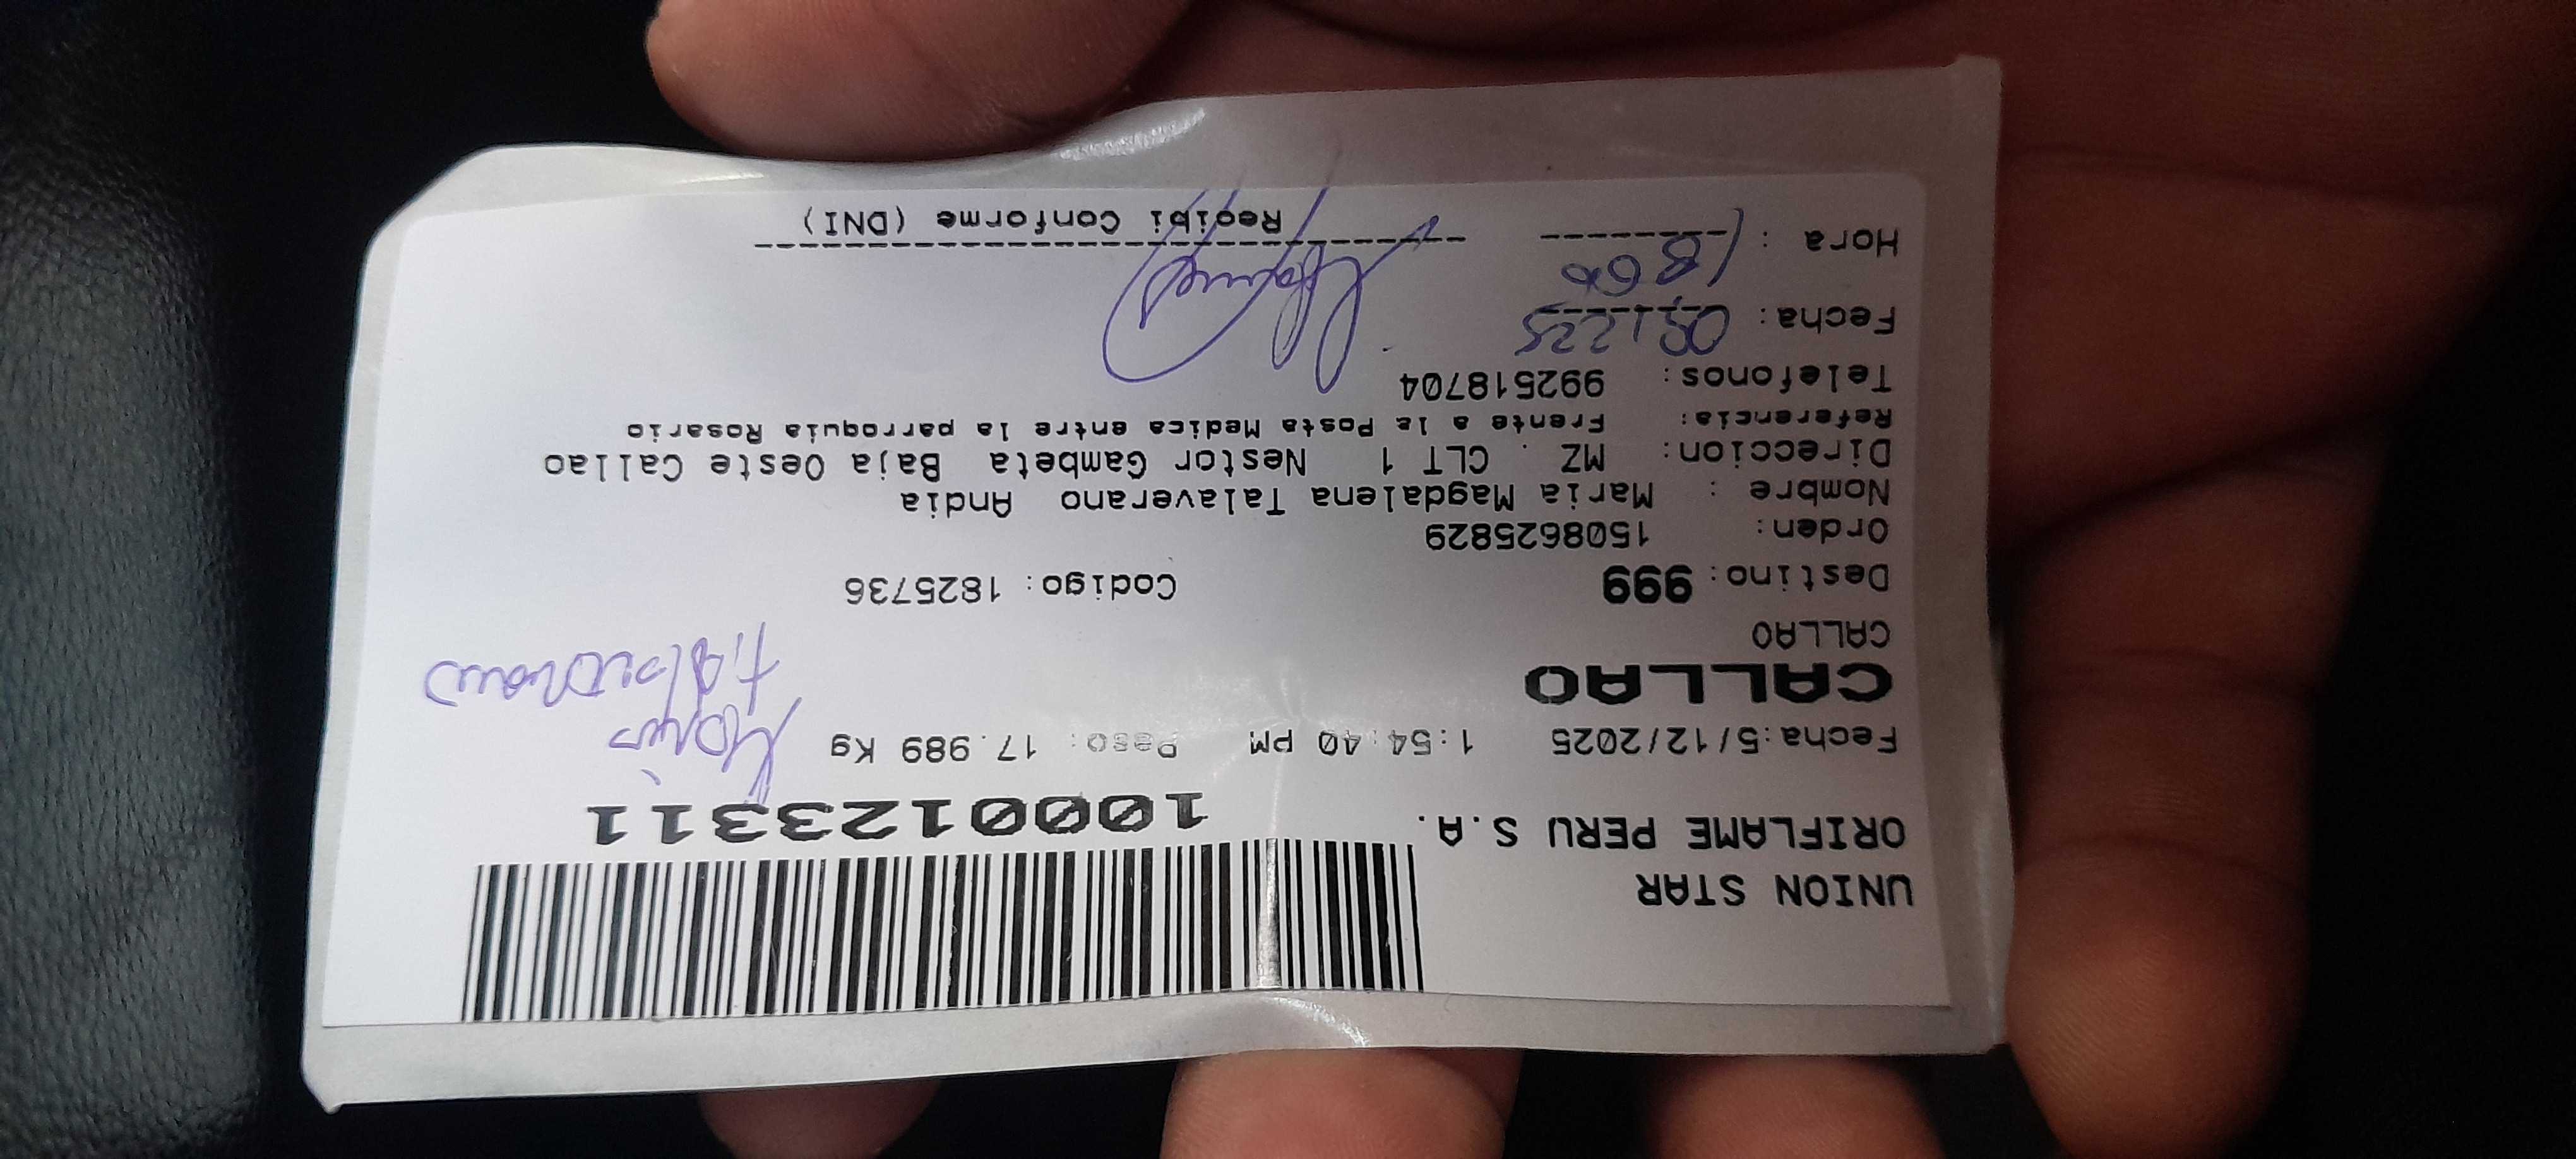 UNION STAR
ORIFLAME PERU S.A.
1000123311
Fecha:5/12/2025 1:54:40 pm Peso: 17.989 Kg
CALLAO
María
CALLAO
Destino: 999 Codigo: 1825736
Orden: 1508625829
Nombre : Maria Magdalena Talaverano Andia
Direccion: MZ . CLT 1 Nestor Gambeta Baja Oeste Callao
Referencia: Frente a la Posta Medica entre la parroquia Rosario
Telefonos: 992518704
Fecha:
Hora :
Recibi Conforme (DNI)